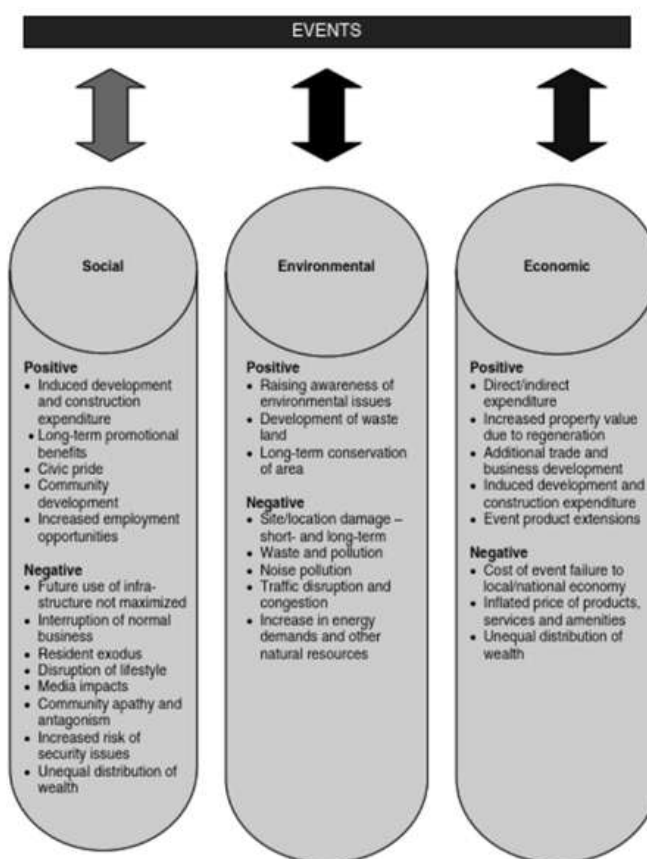 EVENTS
Social
Positive
• Induced development
and construction
expenditure
• Long-term promotional
benefits
• Civic pride
• Community
development
• Increased employment
opportunities
Negative
• Future use of infra-
structure not maximized
• Interruption of normal
business
• Resident exodus
• Disruption of lifestyle
• Media impacts
• Community apathy and
antagonism
• Increased risk of
security issues
• Unequal distribution of
wealth
Environmental
Positive
• Raising awareness of
environmental issues
• Development of waste
land
• Long-term conservation
of area
Negative
• Site/location damage –
short- and long-term
• Waste and pollution
• Noise pollution
• Traffic disruption and
congestion
• Increase in energy
demands and other
natural resources
Economic
Positive
• Direct/indirect
expenditure
• Increased property value
due to regeneration
• Additional trade and
business development
• Induced development and
construction expenditure
• Event product extensions
Negative
• Cost of event failure to
local/national economy
• Inflated price of products,
services and amenities
• Unequal distribution of
wealth